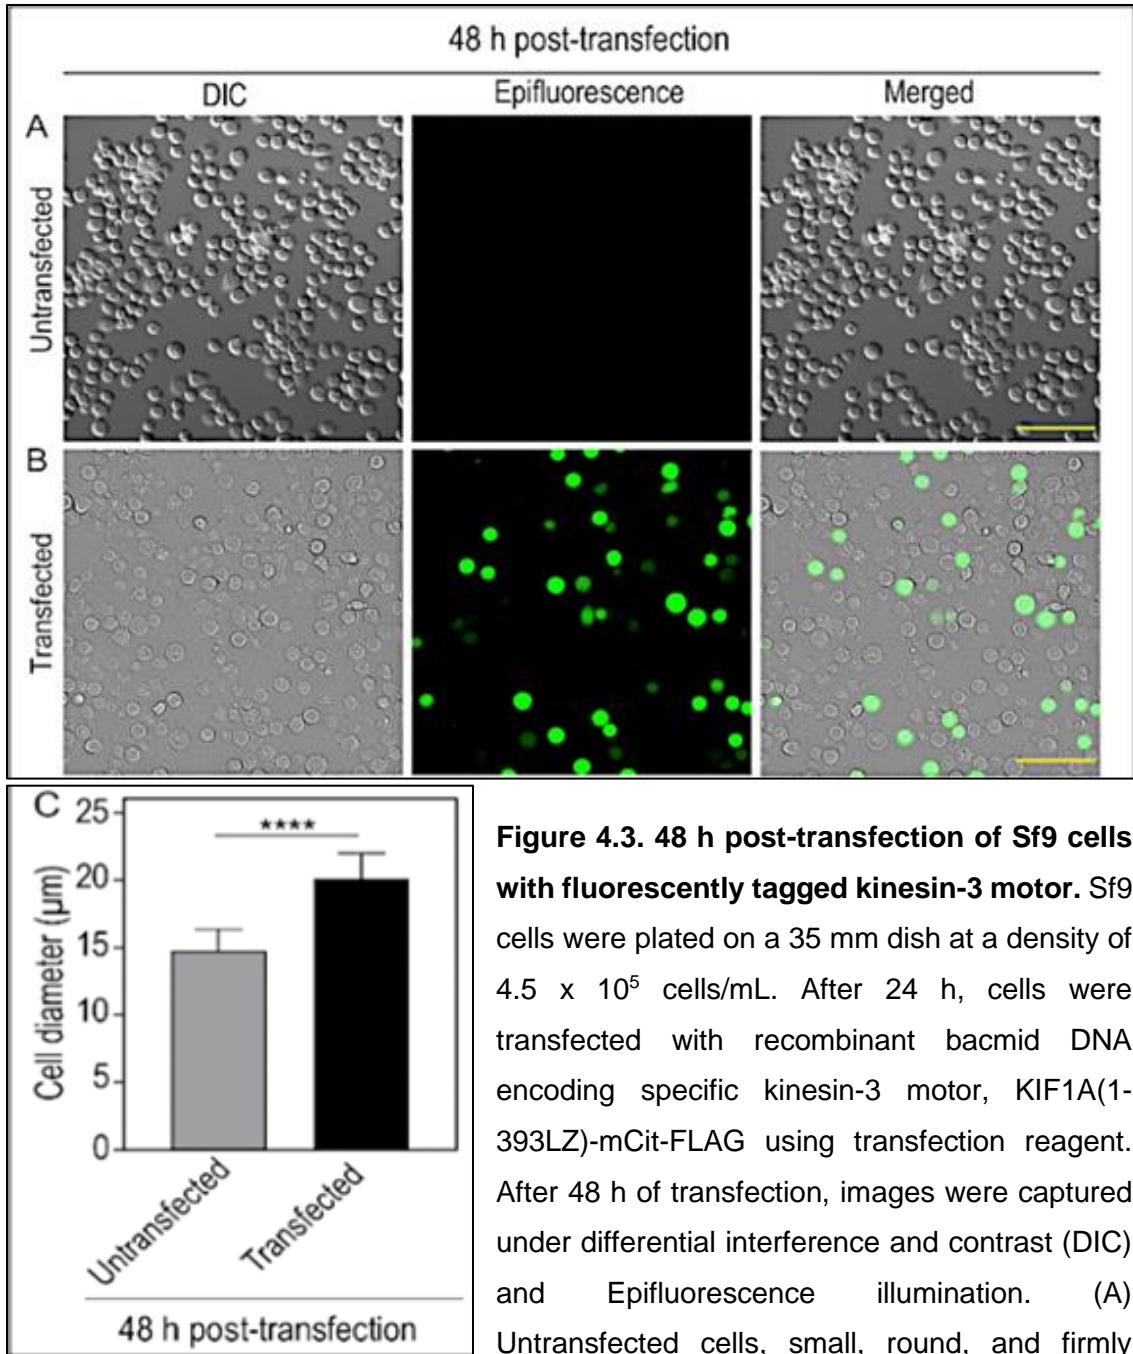 48 h post-transfection
DIC Epifluorescence Merged
A
Untransfected
B
Transfected
C
25
20
15
10
5
0
Cell diameter (µm)
****
Untransfected
Transfected
48 h post-transfection
Figure 4.3. 48 h post-transfection of Sf9 cells
with fluorescently tagged kinesin-3 motor. Sf9
cells were plated on a 35 mm dish at a density of
4.5 x 10⁵ cells/mL. After 24 h, cells were
transfected with recombinant bacmid DNA
encoding specific kinesin-3 motor, KIF1A(1-
393LZ)-mCit-FLAG using transfection reagent.
After 48 h of transfection, images were captured
under differential interference and contrast (DIC)
and Epifluorescence illumination. (A)
Untransfected cells, small, round, and firmly